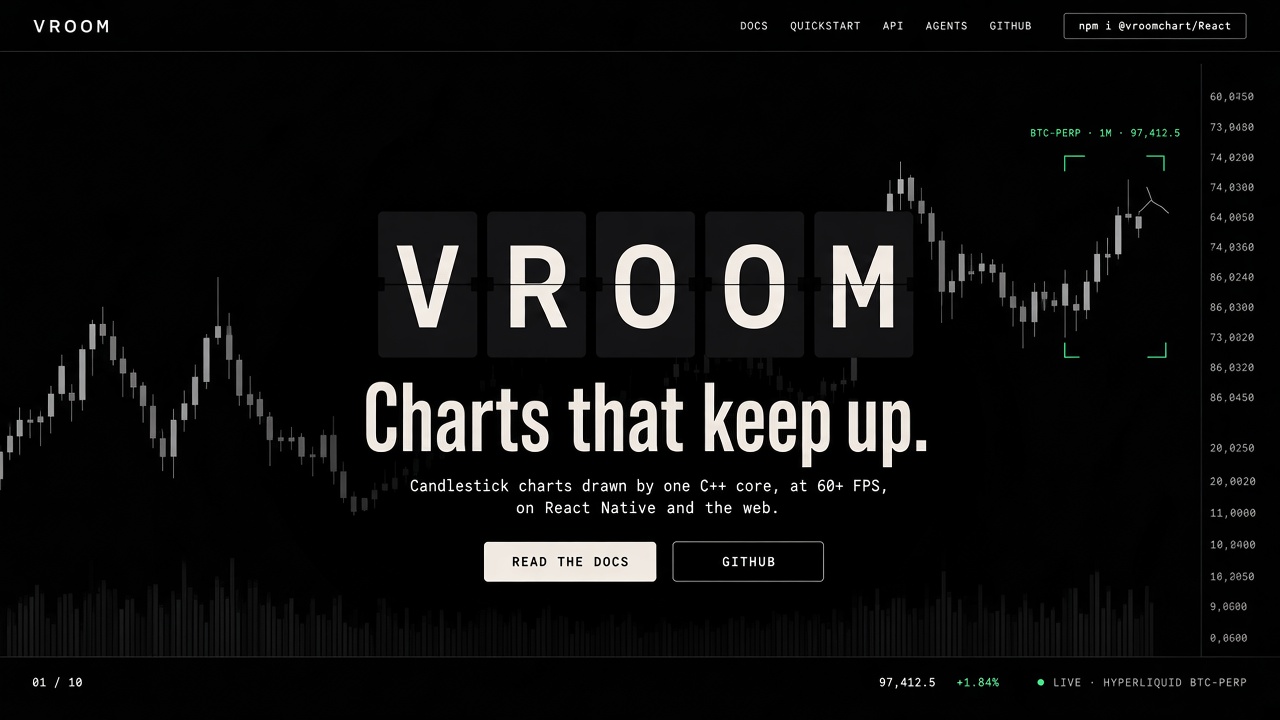 VROOM
DOCS QUICKSTART API AGENTS GITHUB npm i @vroomchart/React
BTC-PERP · 1M · 97,412.5
VROOM
Charts that keep up.
Candlestick charts drawn by one C++ core, at 60+ FPS,
on React Native and the web.
READ THE DOCS GITHUB
73,0480
74,0200
74,0300
64,0050
74,0360
86,0240
86,0300
73,0020
86,0320
86,0450
20,0250
20,0020
11,0000
10,2050
9,0600
0,0600
01 / 10
97,412.5 +1.84% LIVE · HYPERLIQUID BTC-PERP